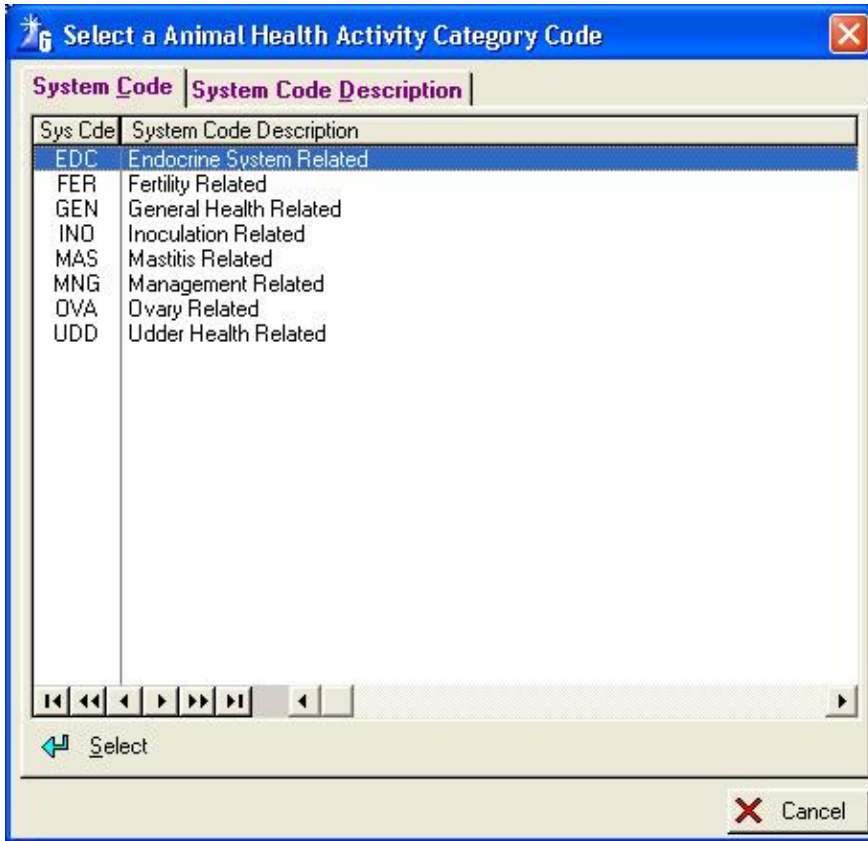 Select a Animal Health Activity Category Code
System Code System Code Description
Sys Cde System Code Description
EDC Endocrine System Related
FER Fertility Related
GEN General Health Related
INO Inoculation Related
MAS Mastitis Related
MNG Management Related
OVA Ovary Related
UDD Udder Health Related
Select
Cancel